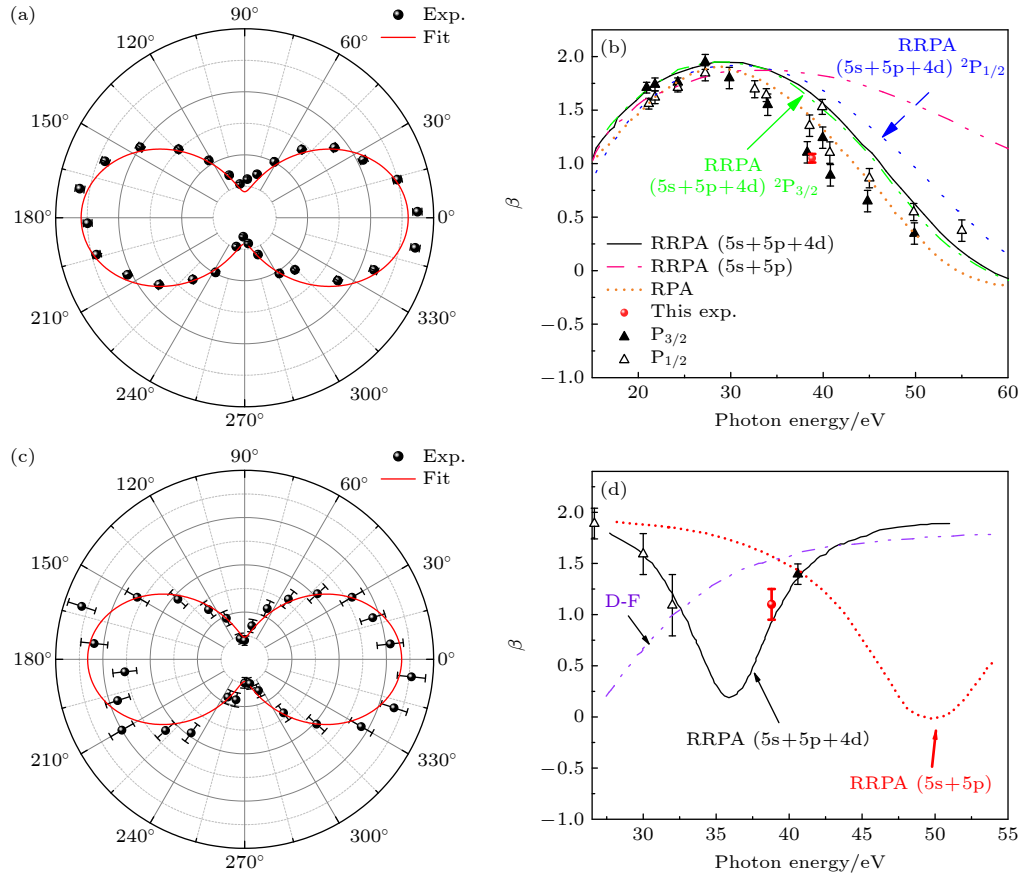 (a)
Exp.
Fit
90°
120°
60°
150°
30°
180°
0°
210°
330°
240°
300°
270°
(b)
RRPA
(5s+5p+4d) ²P₁/₂
RRPA
(5s+5p+4d) ²P₃/₂
RRPA (5s+5p+4d)
RRPA (5s+5p)
RPA
This exp.
P₃/₂
P₁/₂
2.0
1.5
1.0
0.5
0
−0.5
−1.0
β
20
30
40
50
60
Photon energy/eV
(c)
Exp.
Fit
90°
120°
60°
150°
30°
180°
0°
210°
330°
240°
300°
270°
(d)
2.0
1.5
1.0
0.5
0
−0.5
−1.0
β
D-F
RRPA (5s+5p+4d)
RRPA (5s+5p)
30
35
40
45
50
55
Photon energy/eV